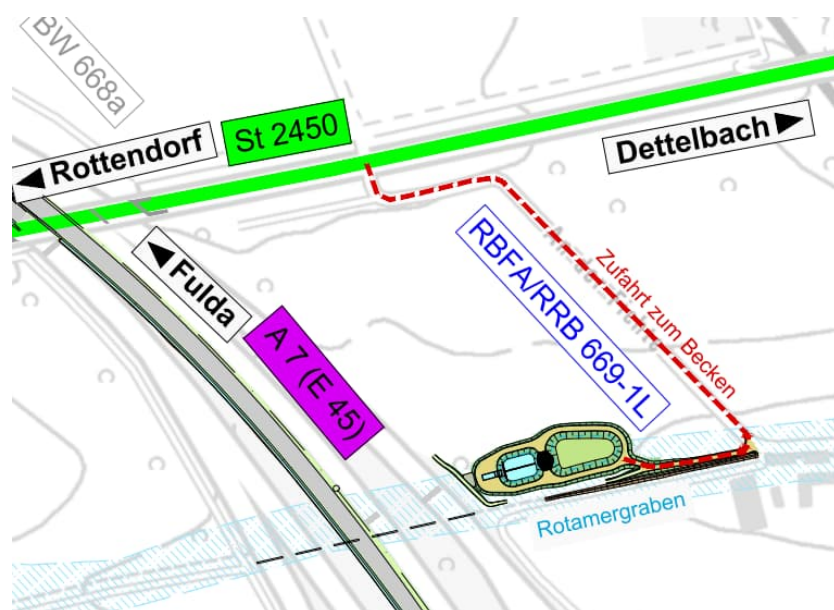 BW 668a
Rottendorf
St 2450
Dettelbach
Fulda
A 7 (E 45)
RBFA/RRB 669-1L
Zufahrt zum Becken
Rotamergraben